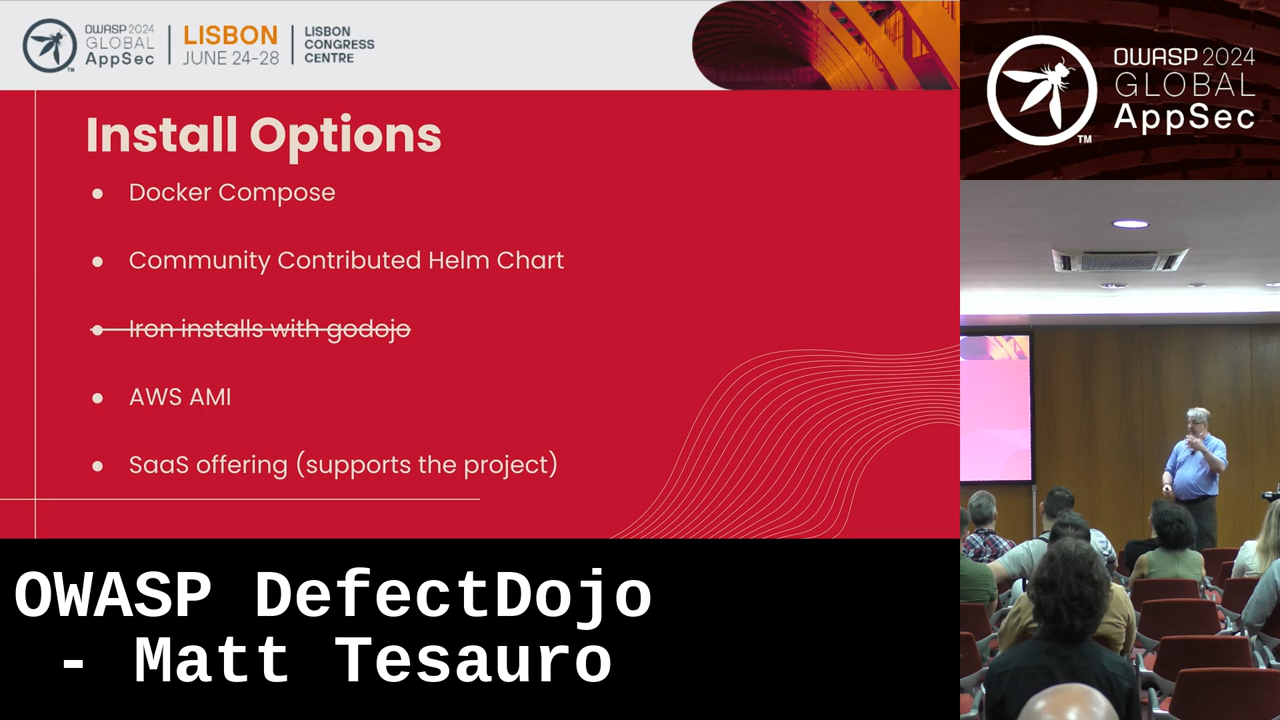 OWASP 2024
GLOBAL
AppSec
LISBON
JUNE 24-28
LISBON
CONGRESS
CENTRE
Install Options
● Docker Compose
● Community Contributed Helm Chart
● Iron installs with godojo
● AWS AMI
● SaaS offering (supports the project)
OWASP DefectDojo
- Matt Tesauro
OWASP 2024
GLOBAL
AppSec
TM